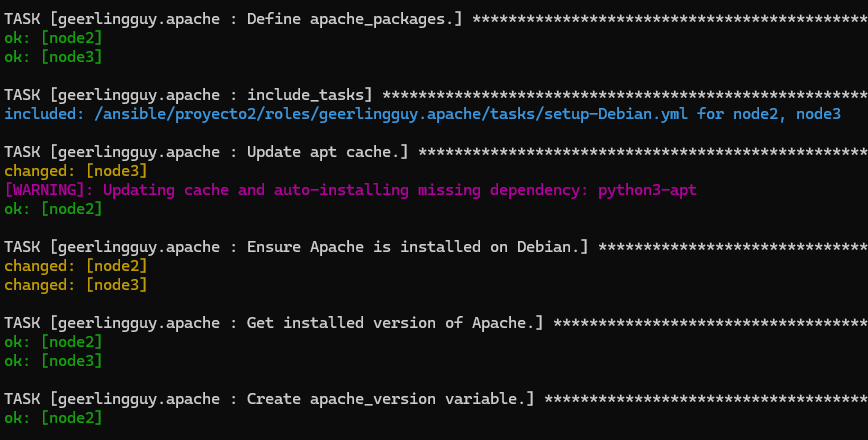 TASK [geerlingguy.apache : Define apache_packages.] ********************************************
ok: [node2]
ok: [node3]
TASK [geerlingguy.apache : include_tasks] ******************************************************
included: /ansible/proyecto2/roles/geerlingguy.apache/tasks/setup-Debian.yml for node2, node3
TASK [geerlingguy.apache : Update apt cache.] **************************************************
changed: [node3]
[WARNING]: Updating cache and auto-installing missing dependency: python3-apt
ok: [node2]
TASK [geerlingguy.apache : Ensure Apache is installed on Debian.] ******************************
changed: [node2]
changed: [node3]
TASK [geerlingguy.apache : Get installed version of Apache.] ***********************************
ok: [node2]
ok: [node3]
TASK [geerlingguy.apache : Create apache_version variable.] ************************************
ok: [node2]